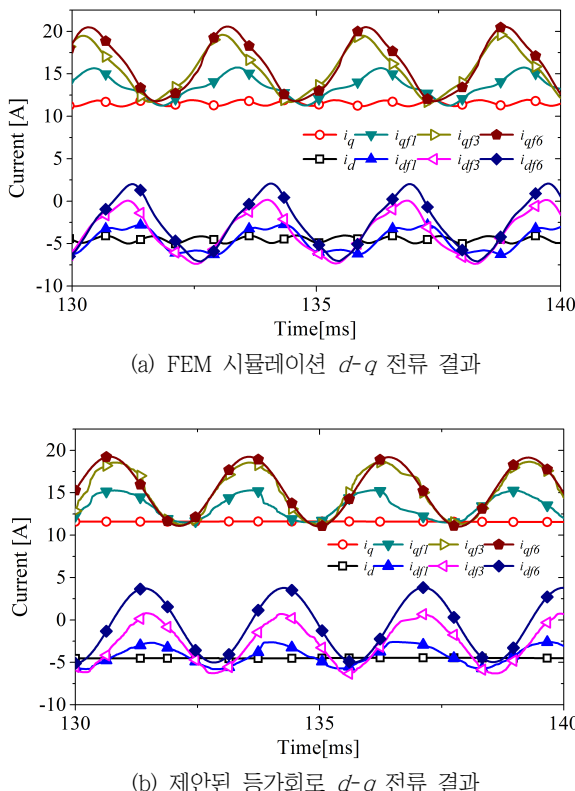 20
15
10
5
0
-5
-10
Current [A]
i_q i_qf1 i_qf3 i_qf6
i_d i_df1 i_df3 i_df6
130 135 140
Time[ms]
(a) FEM 시뮬레이션 d-q 전류 결과
20
15
10
5
0
-5
-10
Current [A]
i_q i_qf1 i_qf3 i_qf6
i_d i_df1 i_df3 i_df6
130 135 140
Time[ms]
(b) 제안된 등가회로 d-q 전류 결과